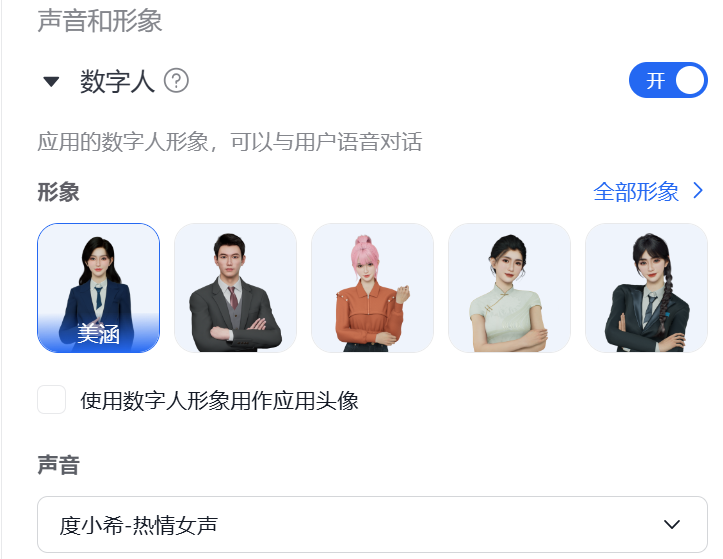 声音和形象
数字人
开
应用的数字人形象，可以与用户语音对话
形象
全部形象
美涵
使用数字人形象用作应用头像
声音
度小希-热情女声